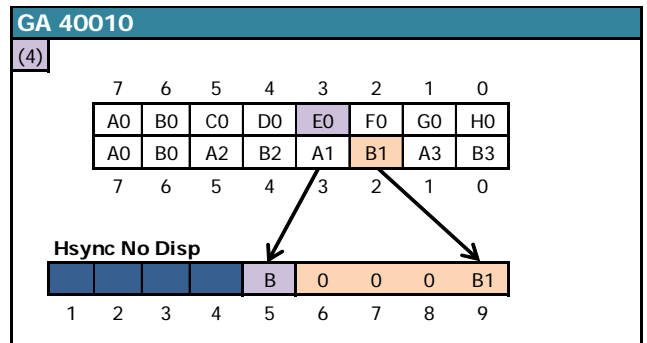 GA 40010
(4)
7 6 5 4 3 2 1 0
A0 B0 C0 D0 E0 F0 G0 H0
A0 B0 A2 B2 A1 B1 A3 B3
7 6 5 4 3 2 1 0
Hsync No Disp
B 0 0 0 B1
1 2 3 4 5 6 7 8 9